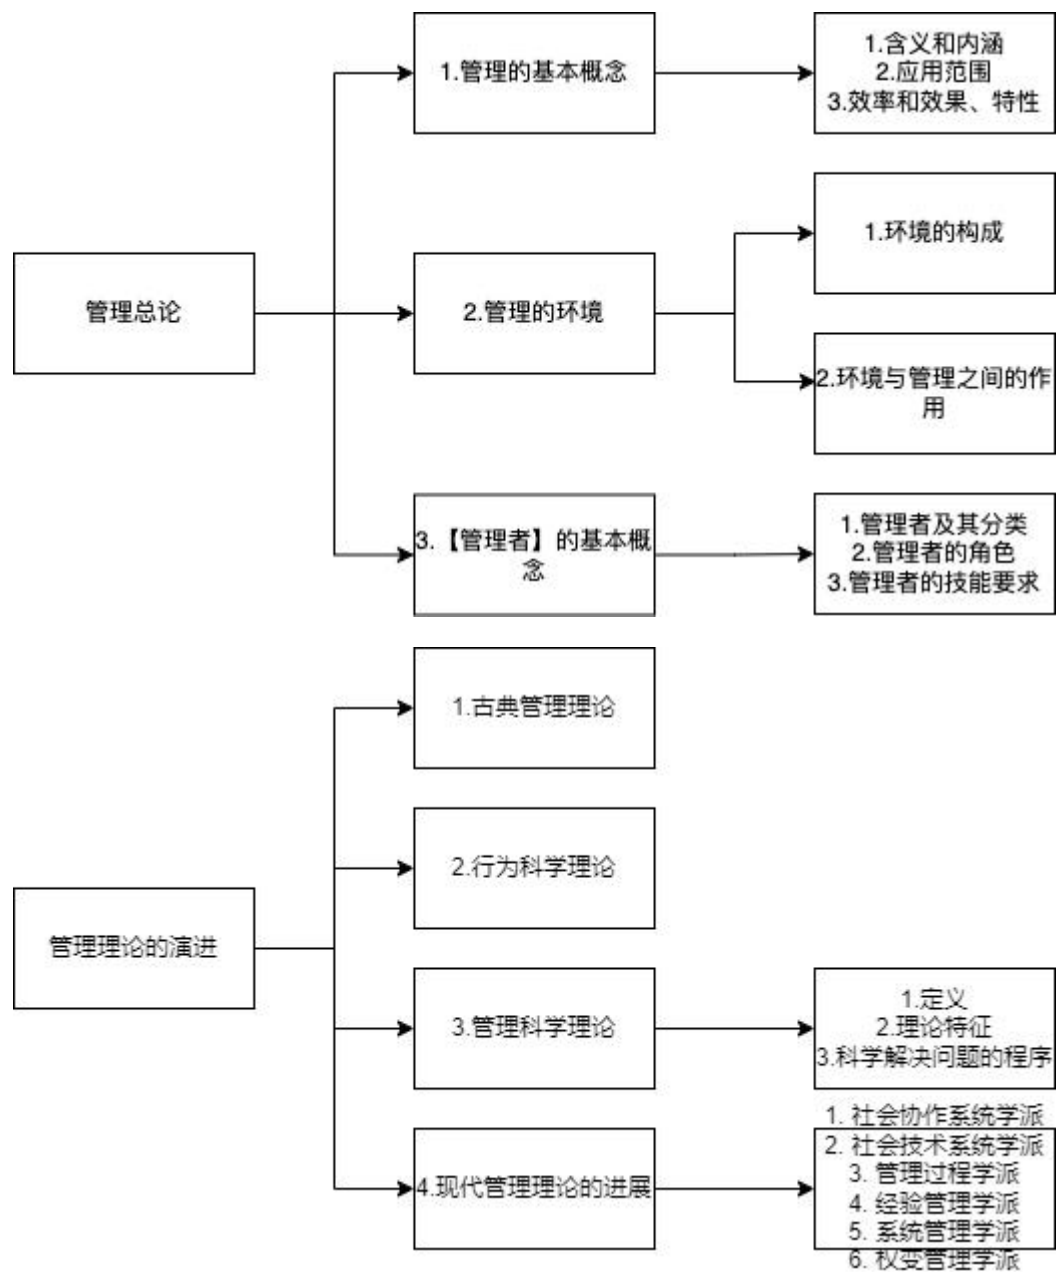 管理总论
1.管理的基本概念
1.含义和内涵
2.应用范围
3.效率和效果、特性
2.管理的环境
1.环境的构成
2.环境与管理之间的作
用
3.【管理者】的基本概
念
1.管理者及其分类
2.管理者的角色
3.管理者的技能要求
管理理论的演进
1.古典管理理论
2.行为科学理论
3.管理科学理论
1.定义
2.理论特征
3.科学解决问题的程序
4.现代管理理论的进展
1. 社会协作系统学派
2. 社会技术系统学派
3. 管理过程学派
4. 经验管理学派
5. 系统管理学派
6. 权变管理学派